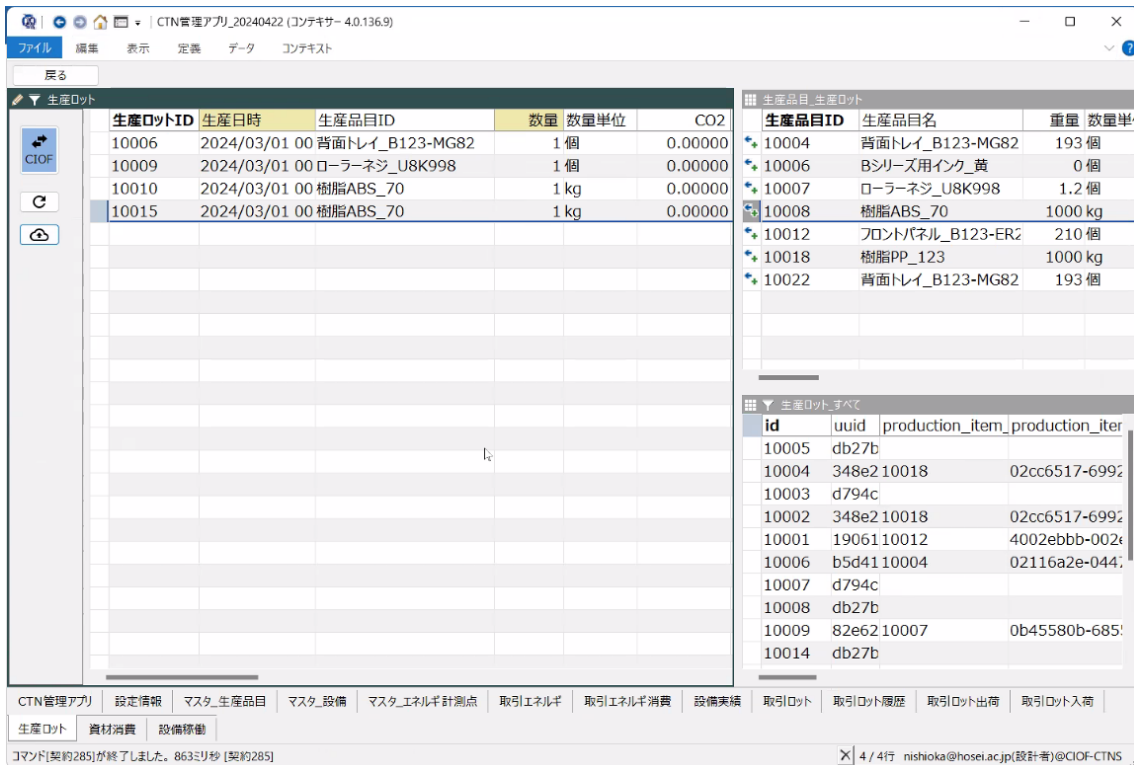 CTN管理アプリ_20240422 (コンテキサー 4.0.136.9)
ファイル 編集 表示 定義 データ コンテキスト
戻る
生産ロット
生産ロットID 生産日時 生産品目ID 数量 数量単位 CO2
10006 2024/03/01 00 背面トレイ_B123-MG82 1 個 0.00000
10009 2024/03/01 00 ローラーネジ_U8K998 1 個 0.00000
10010 2024/03/01 00 樹脂ABS_70 1 kg 0.00000
10015 2024/03/01 00 樹脂ABS_70 1 kg 0.00000
CIOF
生産品目_生産ロット
生産品目ID 生産品目名 重量 数量単
10004 背面トレイ_B123-MG82 193 個
10006 Bシリーズ用インク_黄 0 個
10007 ローラーネジ_U8K998 1.2 個
10008 樹脂ABS_70 1000 kg
10012 フロントパネル_B123-ER2 210 個
10018 樹脂PP_123 1000 kg
10022 背面トレイ_B123-MG82 193 個
生産ロット_すべて
id uuid production_item_ production_iter
10005 db27b
10004 348e2 10018 02cc6517-6992
10003 d794c
10002 348e2 10018 02cc6517-6992
10001 19061 10012 4002ebbb-002e
10006 b5d41 10004 02116a2e-0447
10007 d794c
10008 db27b
10009 82e62 10007 0b45580b-685
10014 db27b
CTN管理アプリ 設定情報 マスタ_生産品目 マスタ_設備 マスタ_エネルギ計測点 取引エネルギ 取引エネルギ消費 設備実績 取引ロット 取引ロット履歴 取引ロット出荷 取引ロット入荷
生産ロット 資材消費 設備稼働
コマンド[契約285]が終了しました。863ミリ秒 [契約285]
4 / 4行 nishioka@hosei.ac.jp(設計者)@CIOF-CTNS